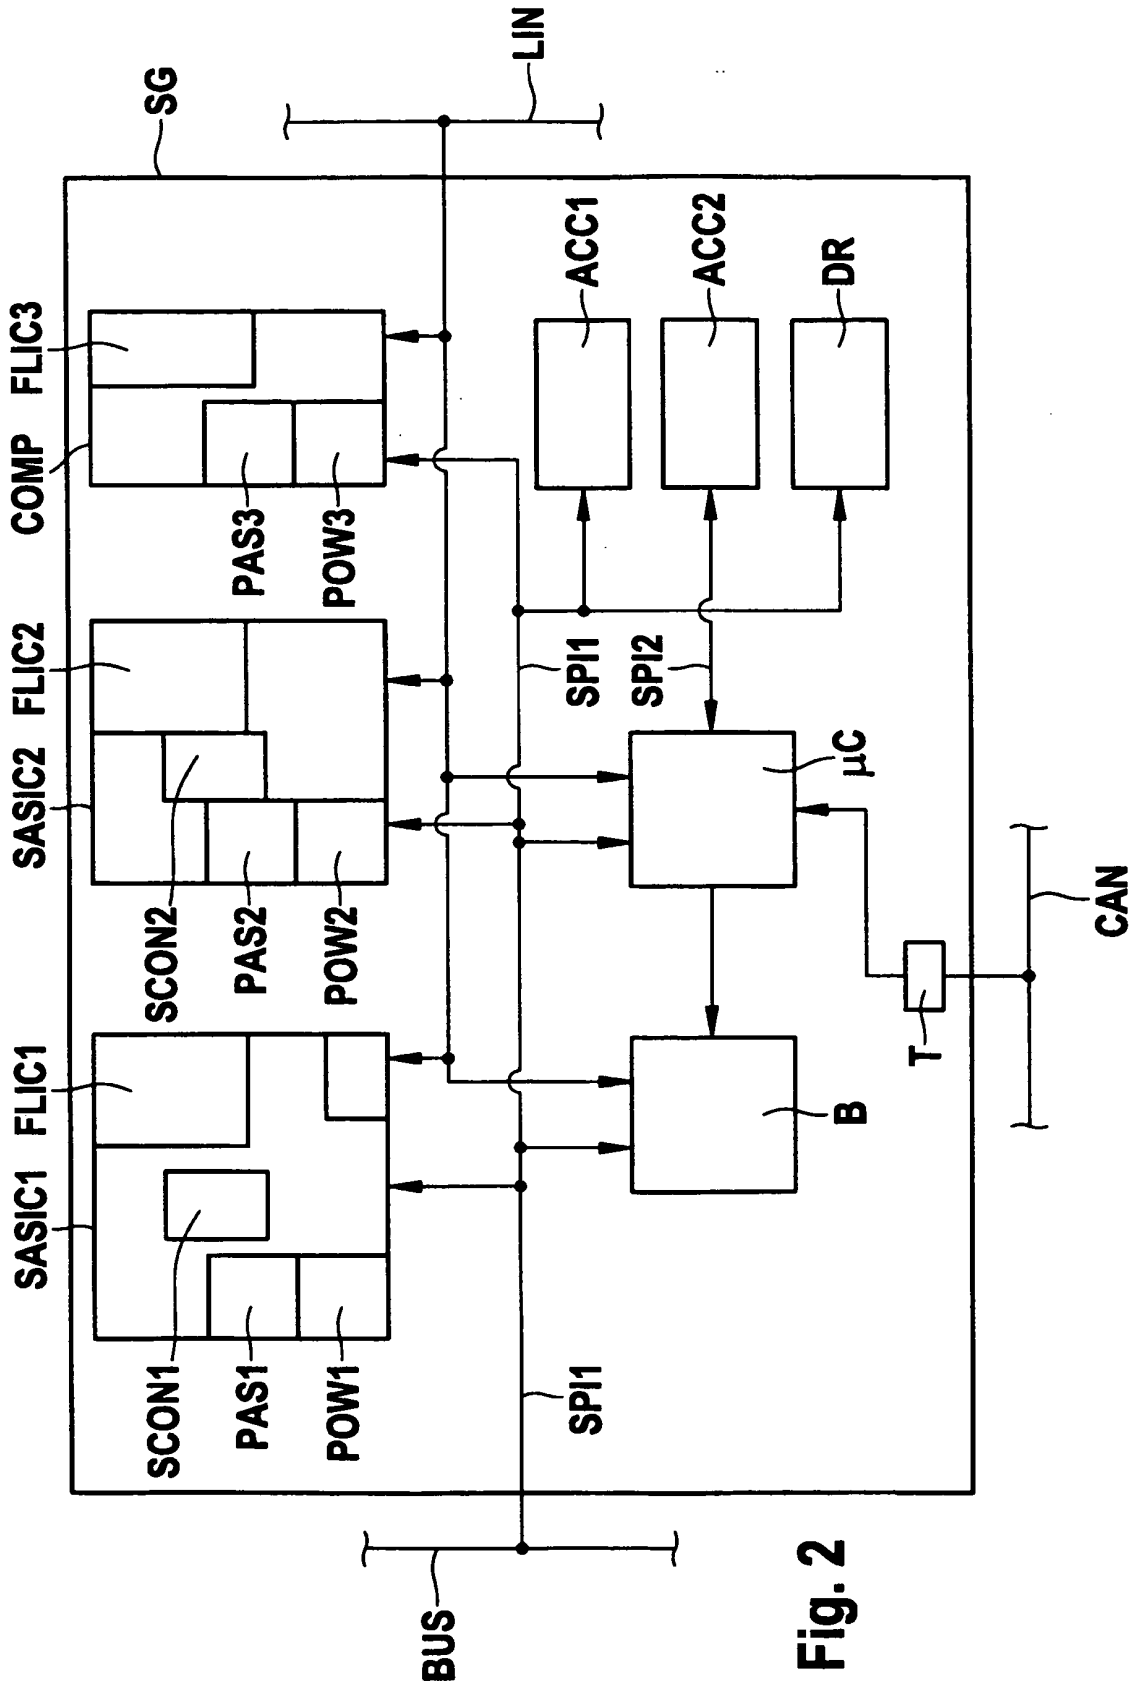 SASIC1
FLIC1
SASIC2
FLIC2
COMP
FLIC3
SG
SCON1
SCON2
PAS1
PAS2
PAS3
POW1
POW2
POW3
LIN
BUS
SPI1
SPI1
SPI2
ACC1
ACC2
DR
B
µC
T
CAN
Fig. 2